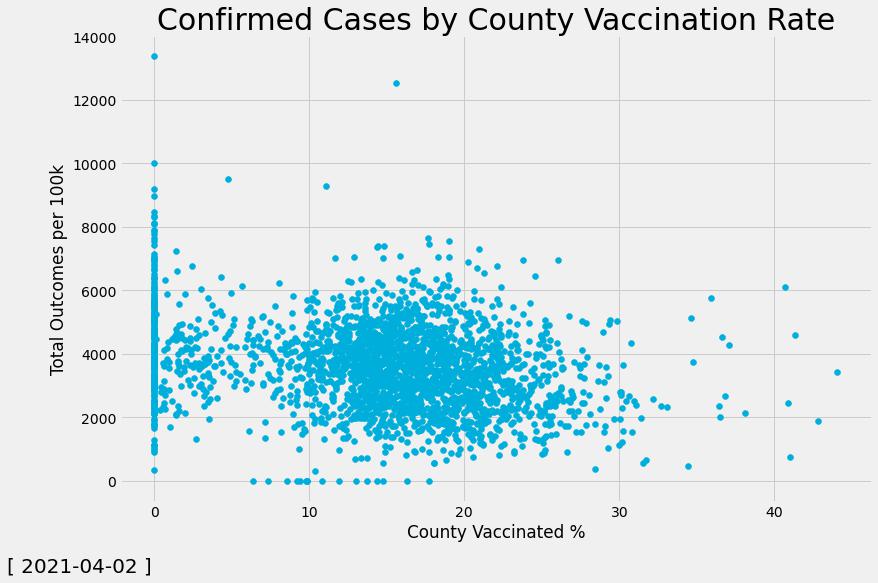 Confirmed Cases by County Vaccination Rate
14000
12000
10000
8000
6000
4000
2000
0
Total Outcomes per 100k
0 10 20 30 40
County Vaccinated %
[ 2021-04-02 ]